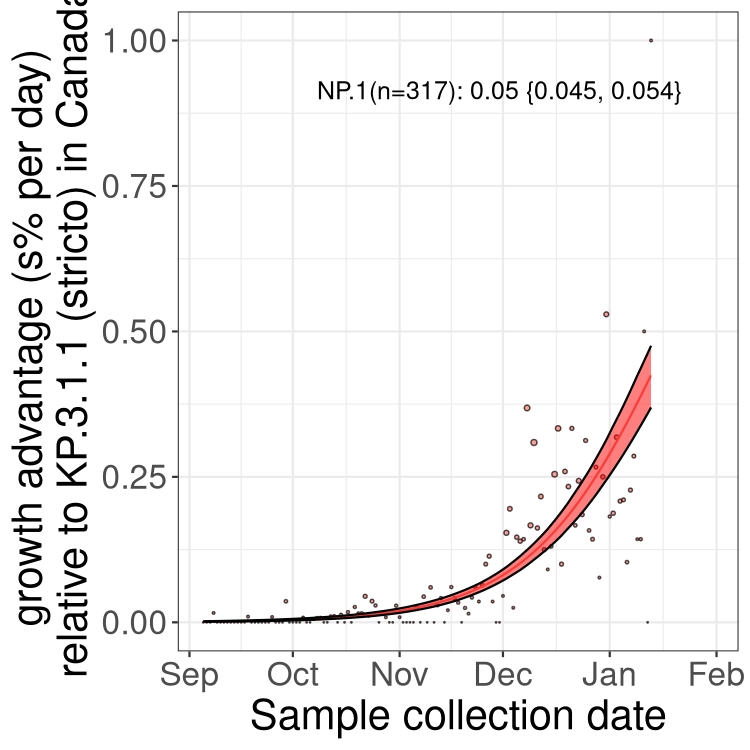 growth advantage (s% per day)
relative to KP.3.1.1 (stricto) in Canada
1.00
NP.1(n=317): 0.05 {0.045, 0.054}
0.75
0.50
0.25
0.00
Sep Oct Nov Dec Jan Feb
Sample collection date